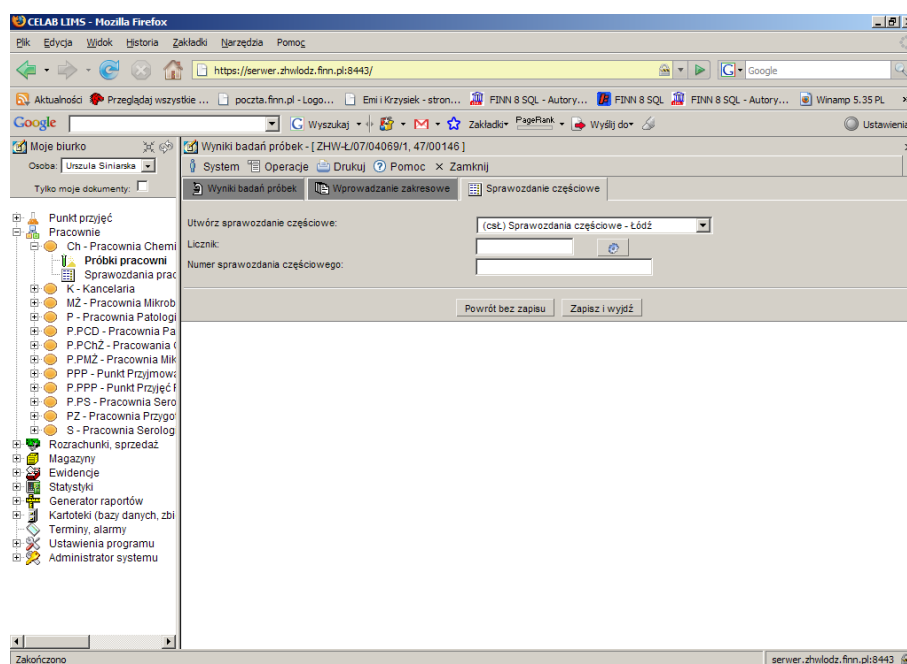 CELAB LIMS - Mozilla Firefox
Plik Edycja Widok Historia Zakładki Narzędzia Pomoc
https://serwer.zhwlodz.finn.pl:8443/
G Google
Aktualności Przeglądaj wszystkie ... poczta.finn.pl - Logo... Emi i Krzysiek - stron... FINN 8 SQL - Autory... FINN 8 SQL FINN 8 SQL - Autory... Winamp 5.35 PL
Google G Wyszukaj Zakładki PageRank Wyślij do Ustawienia
Moje biurko
Osoba: Urszula Siniarska
Tylko moje dokumenty:
Wyniki badań próbek - [ ZHW-Ł/07/04069/1, 47/00146 ]
System Operacje Drukuj ? Pomoc × Zamknij
Wyniki badań próbek Wprowadzanie zakresowe Sprawozdanie częściowe
Punkt przyjęć
Pracownie
Ch - Pracownia Chemi
Próbki pracowni
Sprawozdania prac
K - Kancelaria
MŻ - Pracownia Mikrob
P - Pracownia Patologi
P.PCD - Pracownia Pa
P.PChŻ - Pracowania
P.PMŻ - Pracownia Mik
PPP - Punkt Przyjmowa
P.PPP - Punkt Przyjęć
P.PS - Pracownia Sero
PZ - Pracownia Przygo
S - Pracownia Serolog
Rozrachunki, sprzedaż
Magazyny
Ewidencje
Statystyki
Generator raportów
Kartoteki (bazy danych, zbi
Terminy, alarmy
Ustawienia programu
Administrator systemu
Utwórz sprawozdanie częściowe: (csŁ) Sprawozdania częściowe - Łódź
Licznik:
Numer sprawozdania częściowego:
Powrót bez zapisu Zapisz i wyjdź
Zakończono serwer.zhwlodz.finn.pl:8443